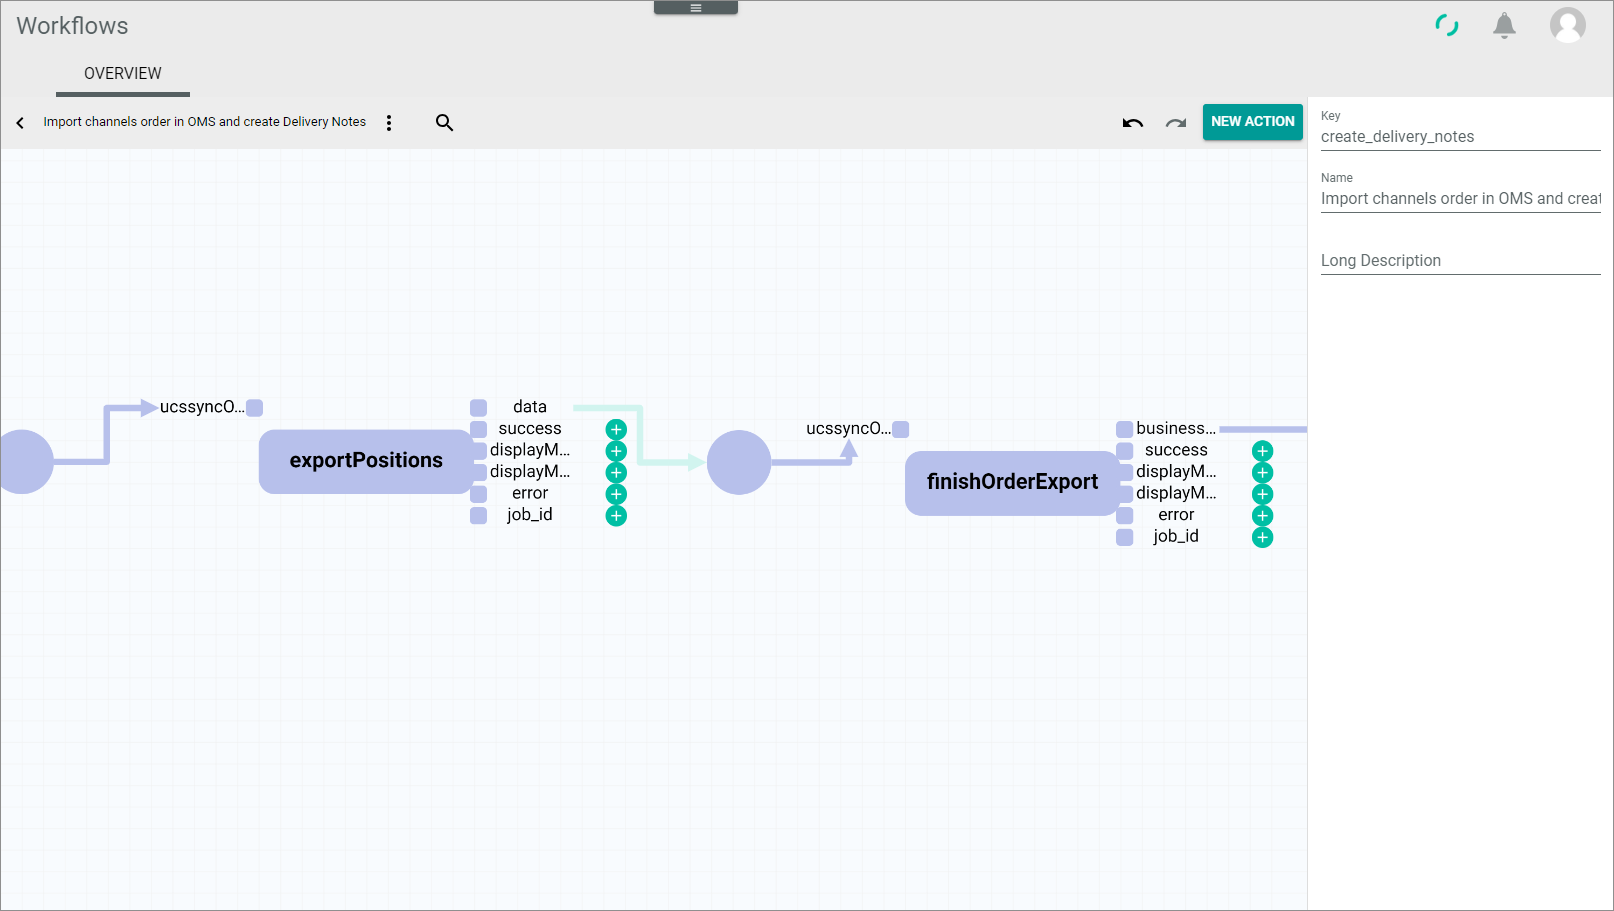 Workflows
OVERVIEW
Import channels order in OMS and create Delivery Notes
NEW ACTION
Key
create_delivery_notes
Name
Import channels order in OMS and creat
Long Description
ucssyncO...
exportPositions
data
success
displayM...
displayM...
error
job_id
ucssyncO...
finishOrderExport
business...
success
displayM...
displayM...
error
job_id